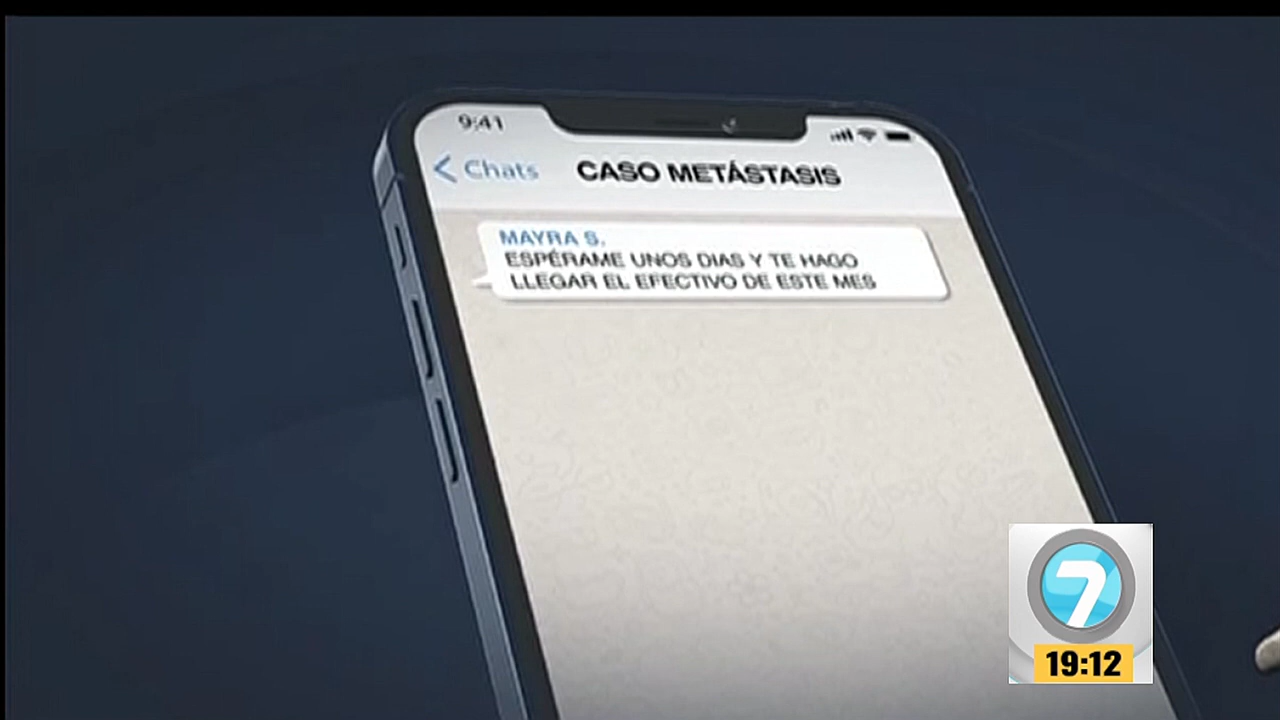 9:41
Chats
CASO METÁSTASIS
MAYRA S.
ESPÉRAME UNOS DIAS Y TE HAGO
LLEGAR EL EFECTIVO DE ESTE MES
7
19:12